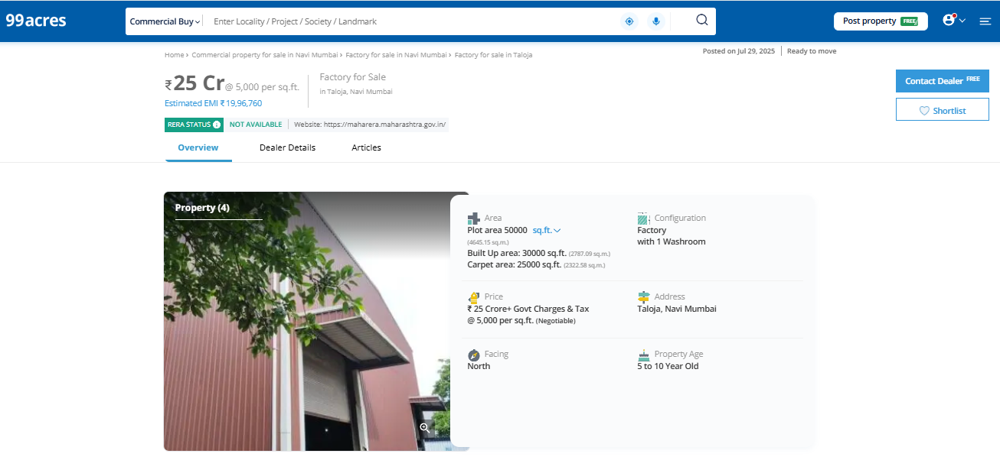 99acres
Commercial Buy
Enter Locality / Project / Society / Landmark
Post property FREE
Home › Commercial property for sale in Navi Mumbai › Factory for sale in Navi Mumbai › Factory for sale in Taloja
Posted on Jul 29, 2025 | Ready to move
₹25 Cr @ 5,000 per sq.ft.
Estimated EMI ₹19,96,760
Factory for Sale
in Taloja, Navi Mumbai
Contact Dealer FREE
Shortlist
RERA STATUS NOT AVAILABLE | Website: https://maharera.maharashtra.gov.in/
Overview
Dealer Details
Articles
Property (4)
Area
Plot area 50000 sq.ft.
(4645.15 sq.m.)
Built Up area: 30000 sq.ft. (2787.09 sq.m.)
Carpet area: 25000 sq.ft. (2322.58 sq.m.)
Configuration
Factory
with 1 Washroom
Price
₹ 25 Crore+ Govt Charges & Tax
@ 5,000 per sq.ft. (Negotiable)
Address
Taloja, Navi Mumbai
Facing
North
Property Age
5 to 10 Year Old